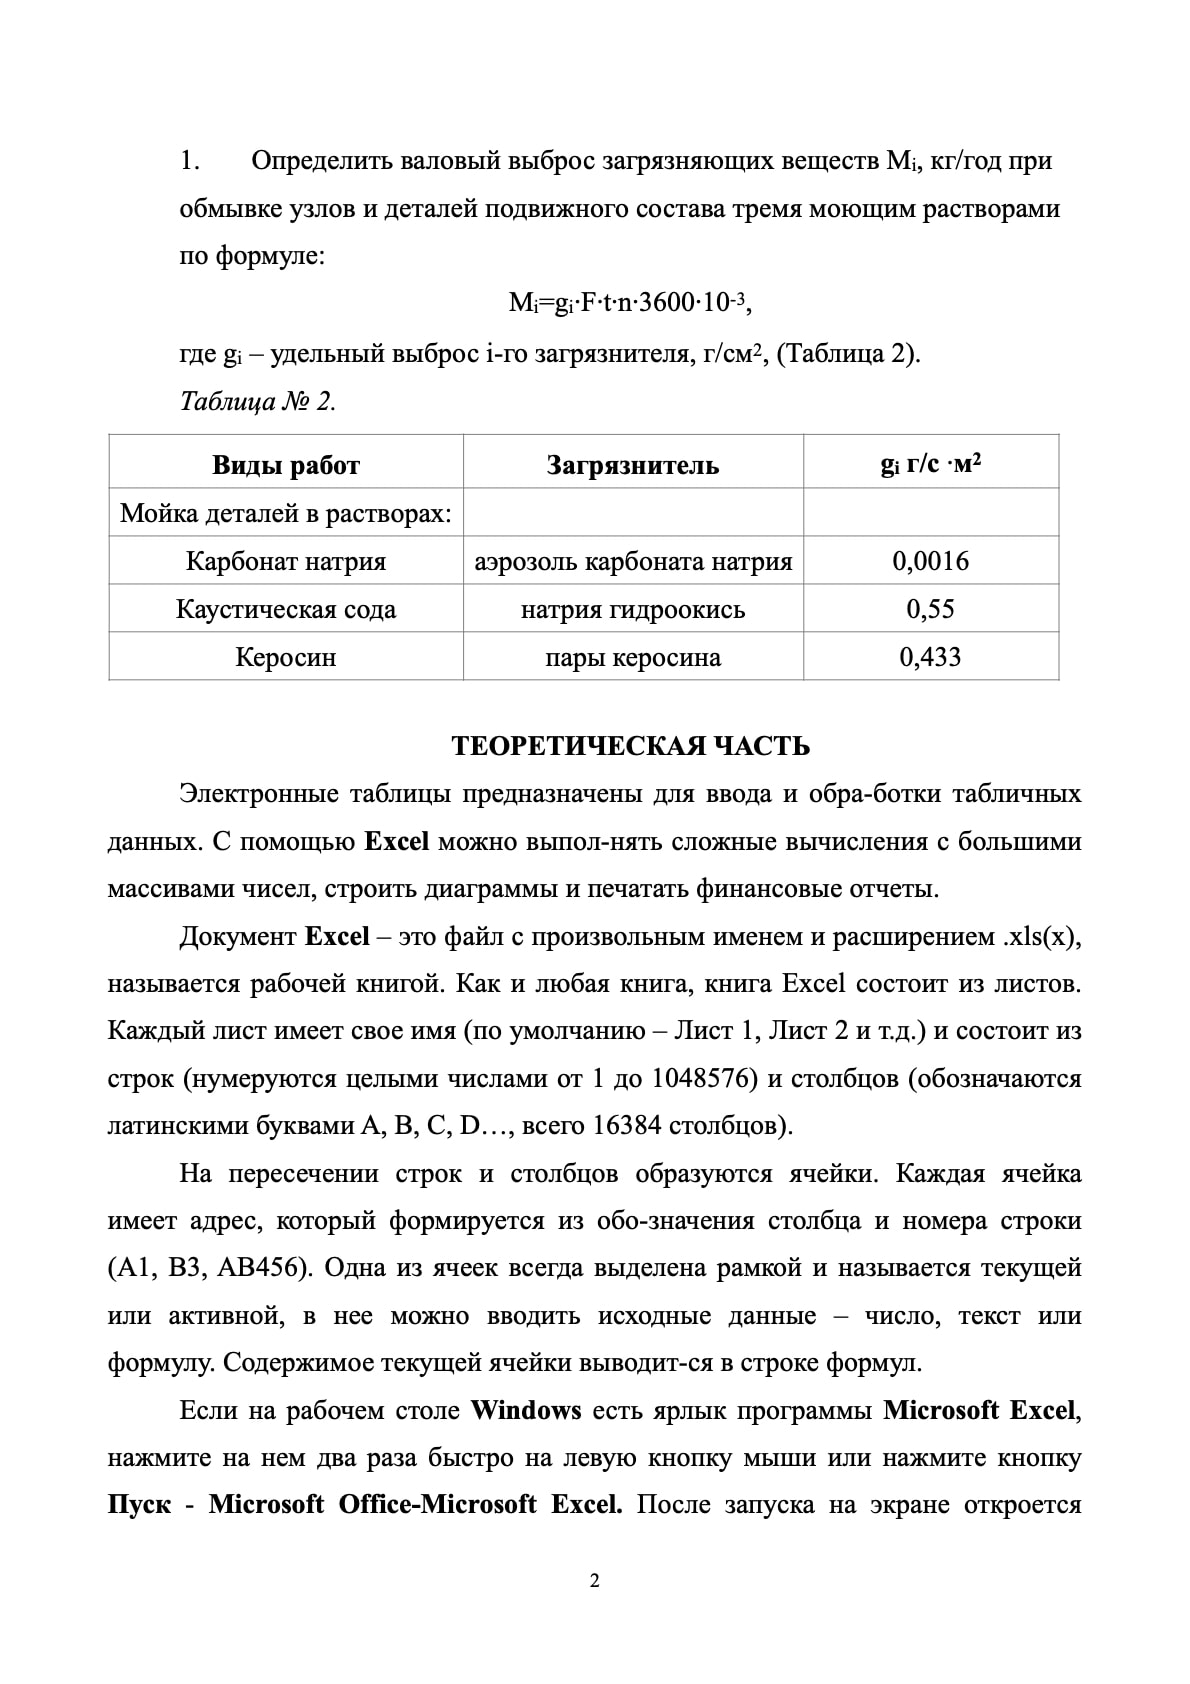 1. Определить валовый выброс загрязняющих веществ Mᵢ, кг/год при
обмывке узлов и деталей подвижного состава тремя моющим растворами
по формуле:
Mᵢ=gᵢ·F·t·n·3600·10⁻³,
где gᵢ – удельный выброс i-го загрязнителя, г/см², (Таблица 2).
Таблица № 2.
Виды работ Загрязнитель gᵢ г/с ·м²
Мойка деталей в растворах:
Карбонат натрия аэрозоль карбоната натрия 0,0016
Каустическая сода натрия гидроокись 0,55
Керосин пары керосина 0,433
ТЕОРЕТИЧЕСКАЯ ЧАСТЬ
Электронные таблицы предназначены для ввода и обра-ботки табличных
данных. С помощью Excel можно выпол-нять сложные вычисления с большими
массивами чисел, строить диаграммы и печатать финансовые отчеты.
Документ Excel – это файл с произвольным именем и расширением .xls(x),
называется рабочей книгой. Как и любая книга, книга Excel состоит из листов.
Каждый лист имеет свое имя (по умолчанию – Лист 1, Лист 2 и т.д.) и состоит из
строк (нумеруются целыми числами от 1 до 1048576) и столбцов (обозначаются
латинскими буквами A, B, C, D…, всего 16384 столбцов).
На пересечении строк и столбцов образуются ячейки. Каждая ячейка
имеет адрес, который формируется из обо-значения столбца и номера строки
(A1, B3, AB456). Одна из ячеек всегда выделена рамкой и называется текущей
или активной, в нее можно вводить исходные данные – число, текст или
формулу. Содержимое текущей ячейки выводит-ся в строке формул.
Если на рабочем столе Windows есть ярлык программы Microsoft Excel,
нажмите на нем два раза быстро на левую кнопку мыши или нажмите кнопку
Пуск - Microsoft Office-Microsoft Excel. После запуска на экране откроется
2